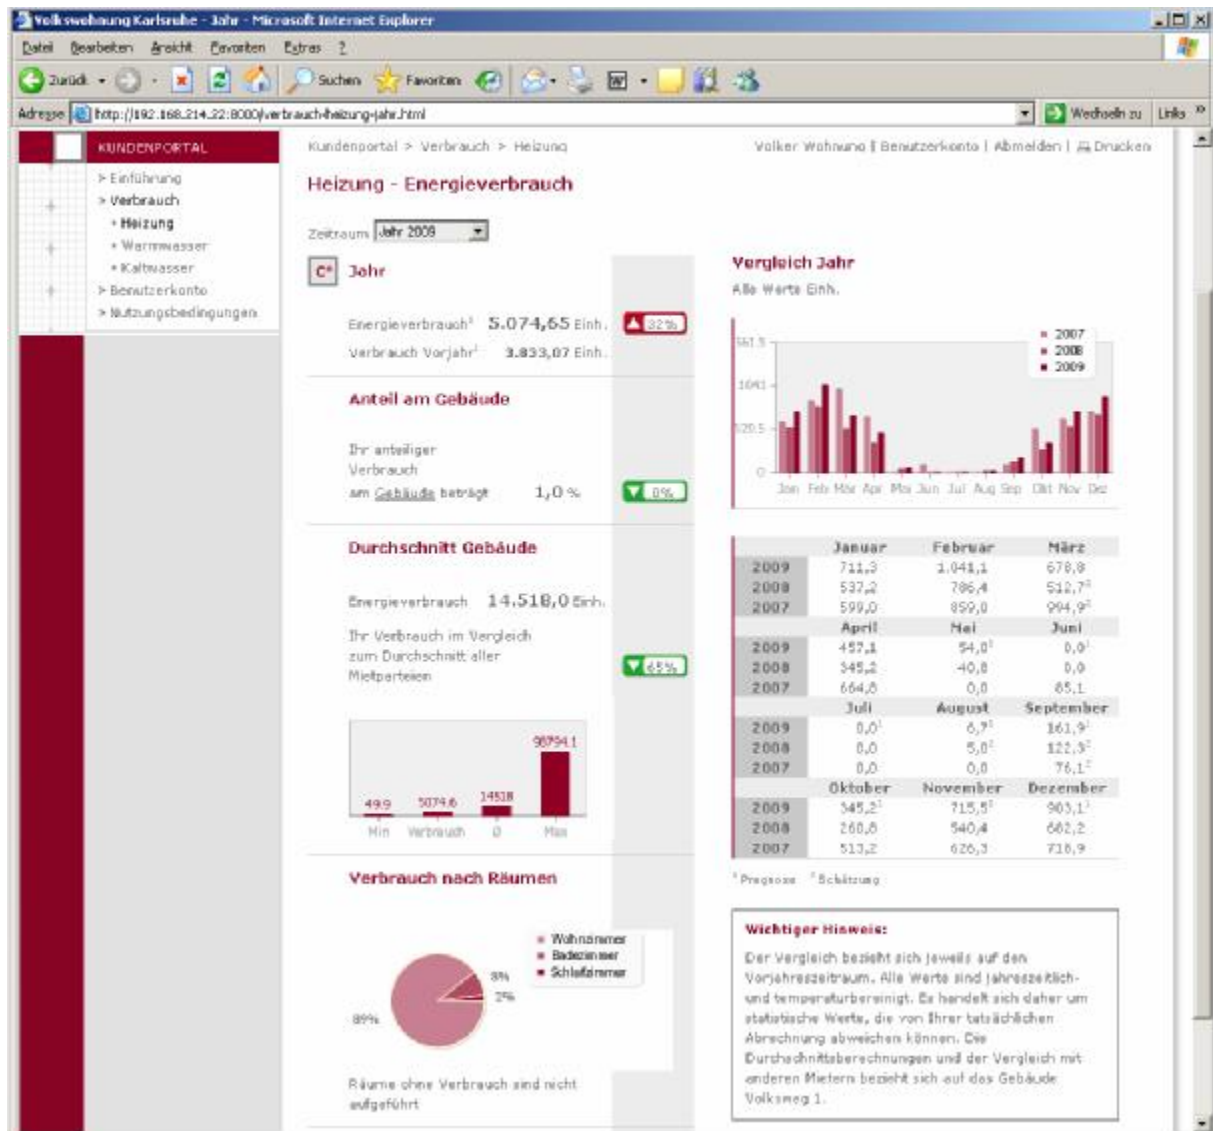 Volkswohnung Karlsruhe - Jahr - Microsoft Internet Explorer
Datei Bearbeiten Ansicht Favoriten Extras ?
Zurück Suchen Favoriten
Adresse http://192.168.214.22:8000/verbrauch-heizung-jahr.html Wechseln zu Links »
KUNDENPORTAL
> Einführung
> Verbrauch
Heizung
Warmwasser
Kaltwasser
> Benutzerkonto
> Nutzungsbedingungen
Kundenportal > Verbrauch > Heizung
Volker Wohnung | Benutzerkonto | Abmelden | Drucken
Heizung - Energieverbrauch
Zeitraum Jahr 2009
C° Jahr
Energieverbrauch¹ 5.074,65 Einh. 32%
Verbrauch Vorjahr² 3.833,07 Einh.
Anteil am Gebäude
Ihr anteiliger
Verbrauch
am Gebäude beträgt 1,0 % 0%
Durchschnitt Gebäude
Energieverbrauch 14.518,0 Einh.
Ihr Verbrauch im Vergleich
zum Durchschnitt aller
Mietparteien 65%
98794.1
49.9 5074.6 14518
Min Verbrauch Ø Max
Verbrauch nach Räumen
Wohnzimmer
Badezimmer
Schlafzimmer
8%
2%
89%
Räume ohne Verbrauch sind nicht
aufgeführt
Vergleich Jahr
Alle Werte Einh.
2007
2008
2009
561.5
1041
520.5
0
Jan Feb Mär Apr Mai Jun Jul Aug Sep Okt Nov Dez
Januar Februar März
2009 711,3 1.041,1 678,8
2008 537,2 786,4 512,7²
2007 599,0 859,0 994,9²
April Mai Juni
2009 457,1 54,0¹ 0,0¹
2008 345,2 40,8 0,0
2007 664,8 0,0 85,1
Juli August September
2009 0,0¹ 6,7¹ 161,9¹
2008 0,0 5,0² 122,3²
2007 0,0 0,0 76,1²
Oktober November Dezember
2009 345,2¹ 715,5¹ 903,1¹
2008 260,8 540,4 682,2
2007 513,2 626,3 718,9
¹ Prognose ² Schätzung
Wichtiger Hinweis:
Der Vergleich bezieht sich jeweils auf den
Vorjahreszeitraum. Alle Werte sind jahreszeitlich-
und temperaturbereinigt. Es handelt sich daher um
statistische Werte, die von Ihrer tatsächlichen
Abrechnung abweichen können. Die
Durchschnittsberechnungen und der Vergleich mit
anderen Mietern bezieht sich auf das Gebäude
Volksweg 1.